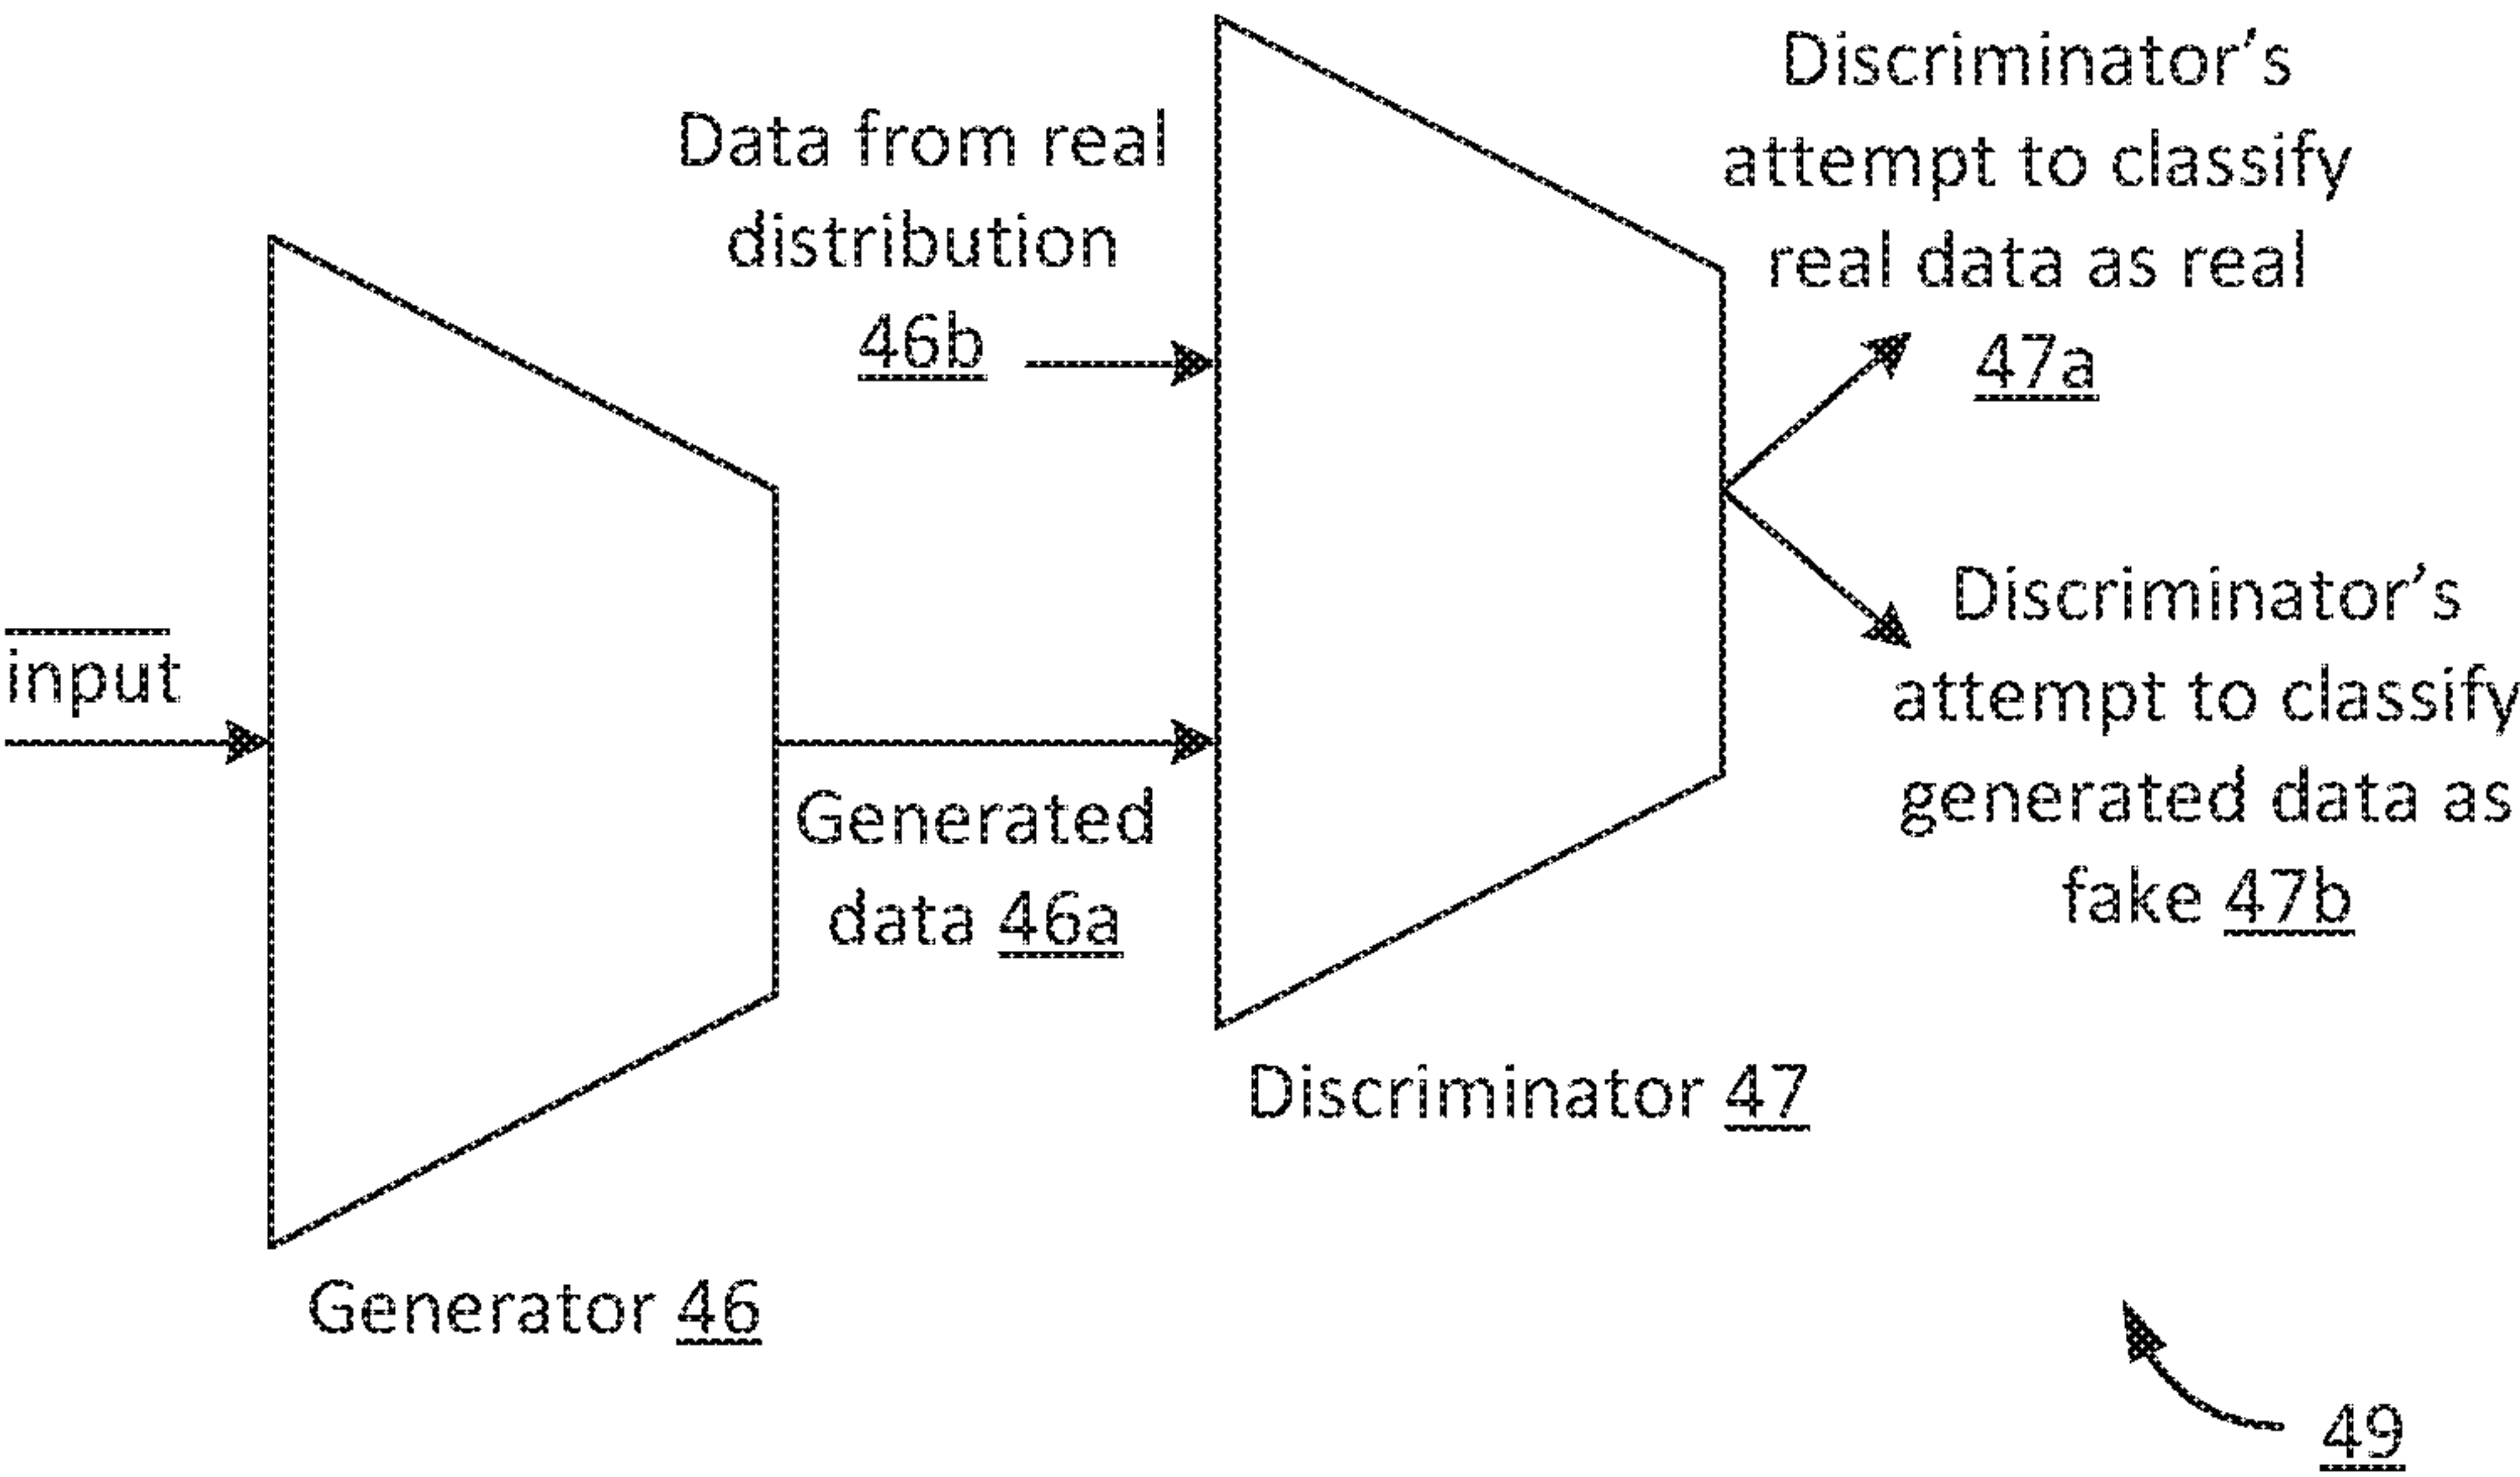 input
Generator 46
Data from real
distribution
46b
Generated
data 46a
Discriminator 47
Discriminator’s
attempt to classify
real data as real
47a
Discriminator’s
attempt to classify
generated data as
fake 47b
49